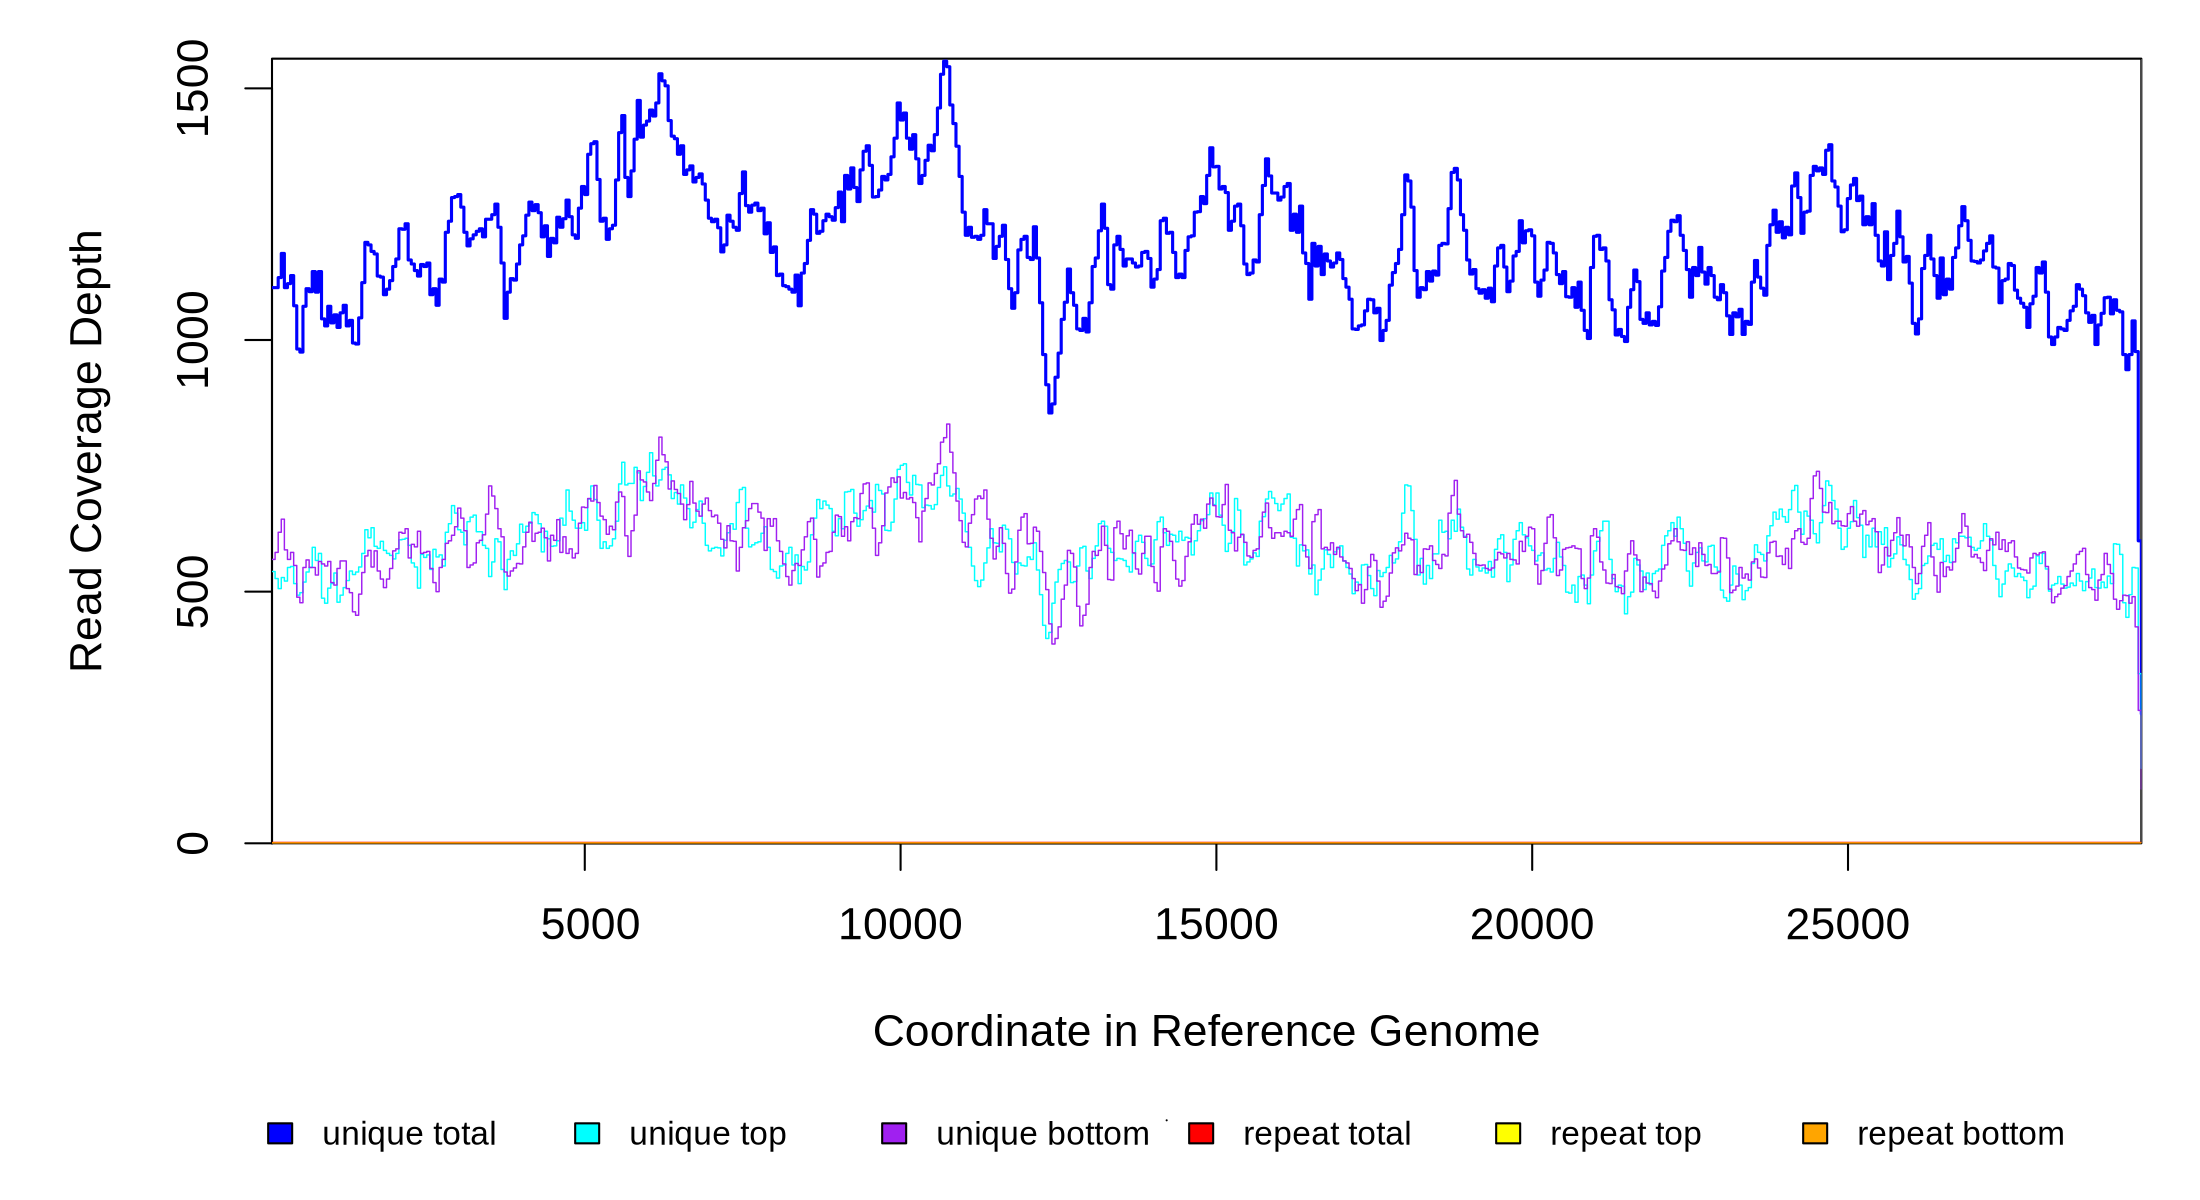 1500
1000
500
0
Read Coverage Depth
5000 10000 15000 20000 25000
Coordinate in Reference Genome
unique total unique top unique bottom repeat total repeat top repeat bottom